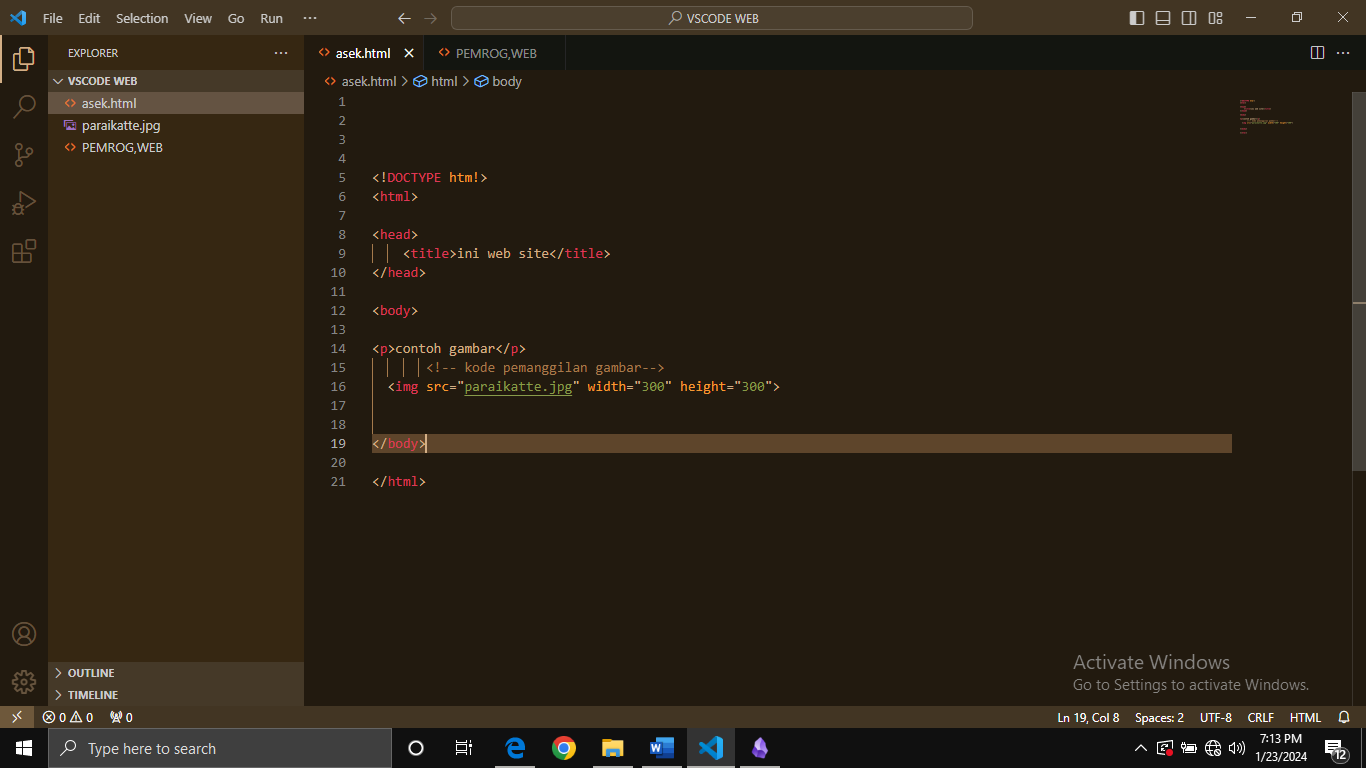 File Edit Selection View Go Run ···
VSCODE WEB
EXPLORER ···
VSCODE WEB
asek.html
paraikatte.jpg
PEMROG,WEB
OUTLINE
TIMELINE
asek.html PEMROG,WEB
asek.html > html > body
1
2
3
4
5 <!DOCTYPE htm!>
6 <html>
7
8 <head>
9 <title>ini web site</title>
10 </head>
11
12 <body>
13
14 <p>contoh gambar</p>
15 <!-- kode pemanggilan gambar-->
16 <img src="paraikatte.jpg" width="300" height="300">
17
18
19 </body>
20
21 </html>
Activate Windows
Go to Settings to activate Windows.
0 0 0 Ln 19, Col 8 Spaces: 2 UTF-8 CRLF HTML
Type here to search
7:13 PM
1/23/2024
12